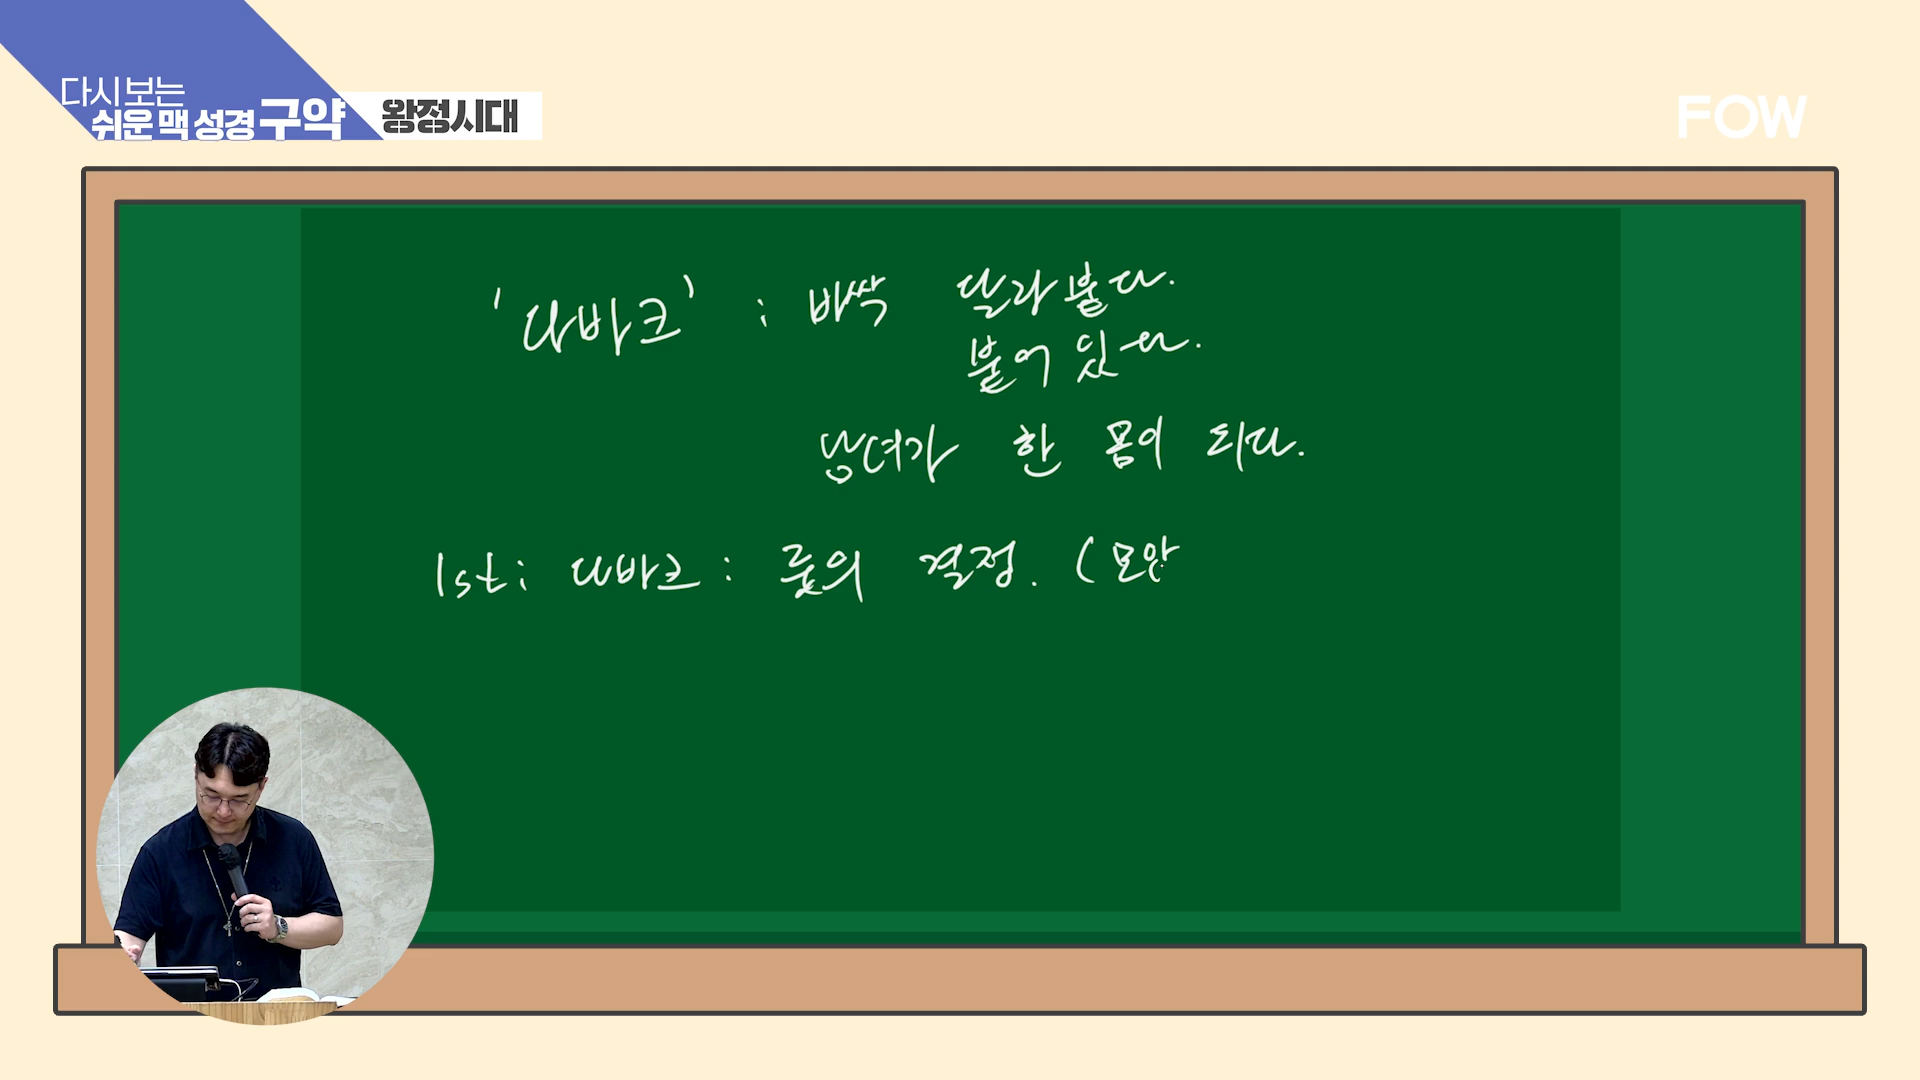 다시 보는
쉬운 맥 성경 구약
왕정시대
FOW
'다바크' : 바싹 달라붙다.
붙어 있다.
남녀가 한 몸이 되다.
1st : 다바크 : 룻의 결정. (모압